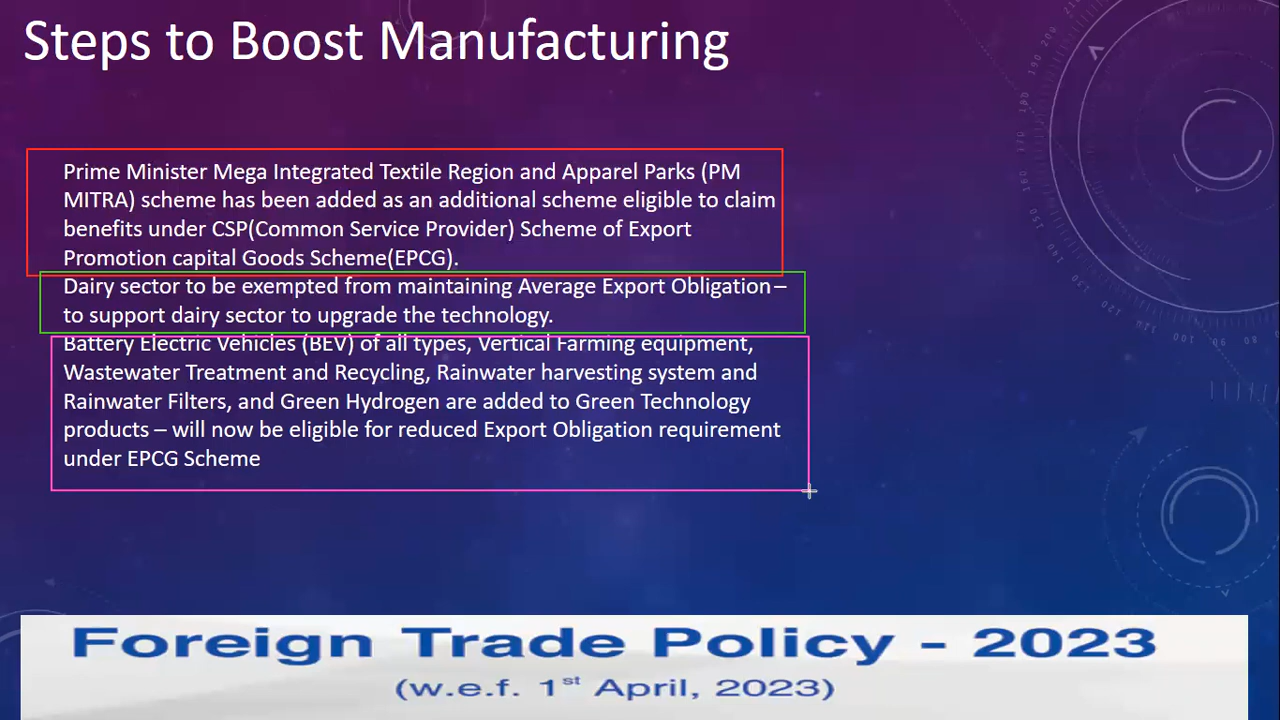 Steps to Boost Manufacturing
Prime Minister Mega Integrated Textile Region and Apparel Parks (PM
MITRA) scheme has been added as an additional scheme eligible to claim
benefits under CSP(Common Service Provider) Scheme of Export
Promotion capital Goods Scheme(EPCG).
Dairy sector to be exempted from maintaining Average Export Obligation –
to support dairy sector to upgrade the technology.
Battery Electric Vehicles (BEV) of all types, Vertical Farming equipment,
Wastewater Treatment and Recycling, Rainwater harvesting system and
Rainwater Filters, and Green Hydrogen are added to Green Technology
products – will now be eligible for reduced Export Obligation requirement
under EPCG Scheme
Foreign Trade Policy - 2023
(w.e.f. 1st April, 2023)